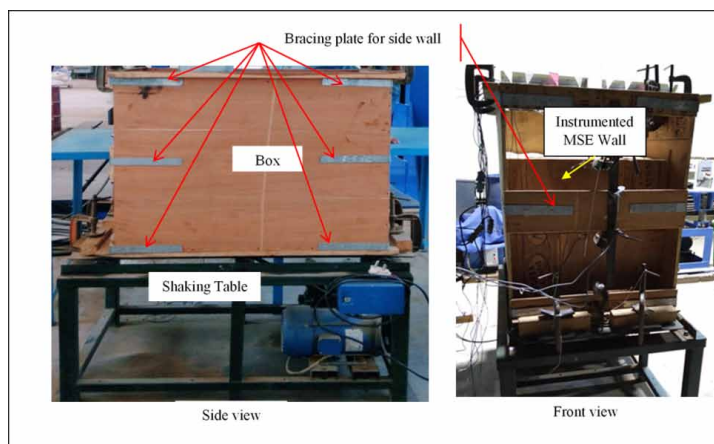 Bracing plate for side wall
Instrumented
MSE Wall
Box
Shaking Table
Side view
Front view